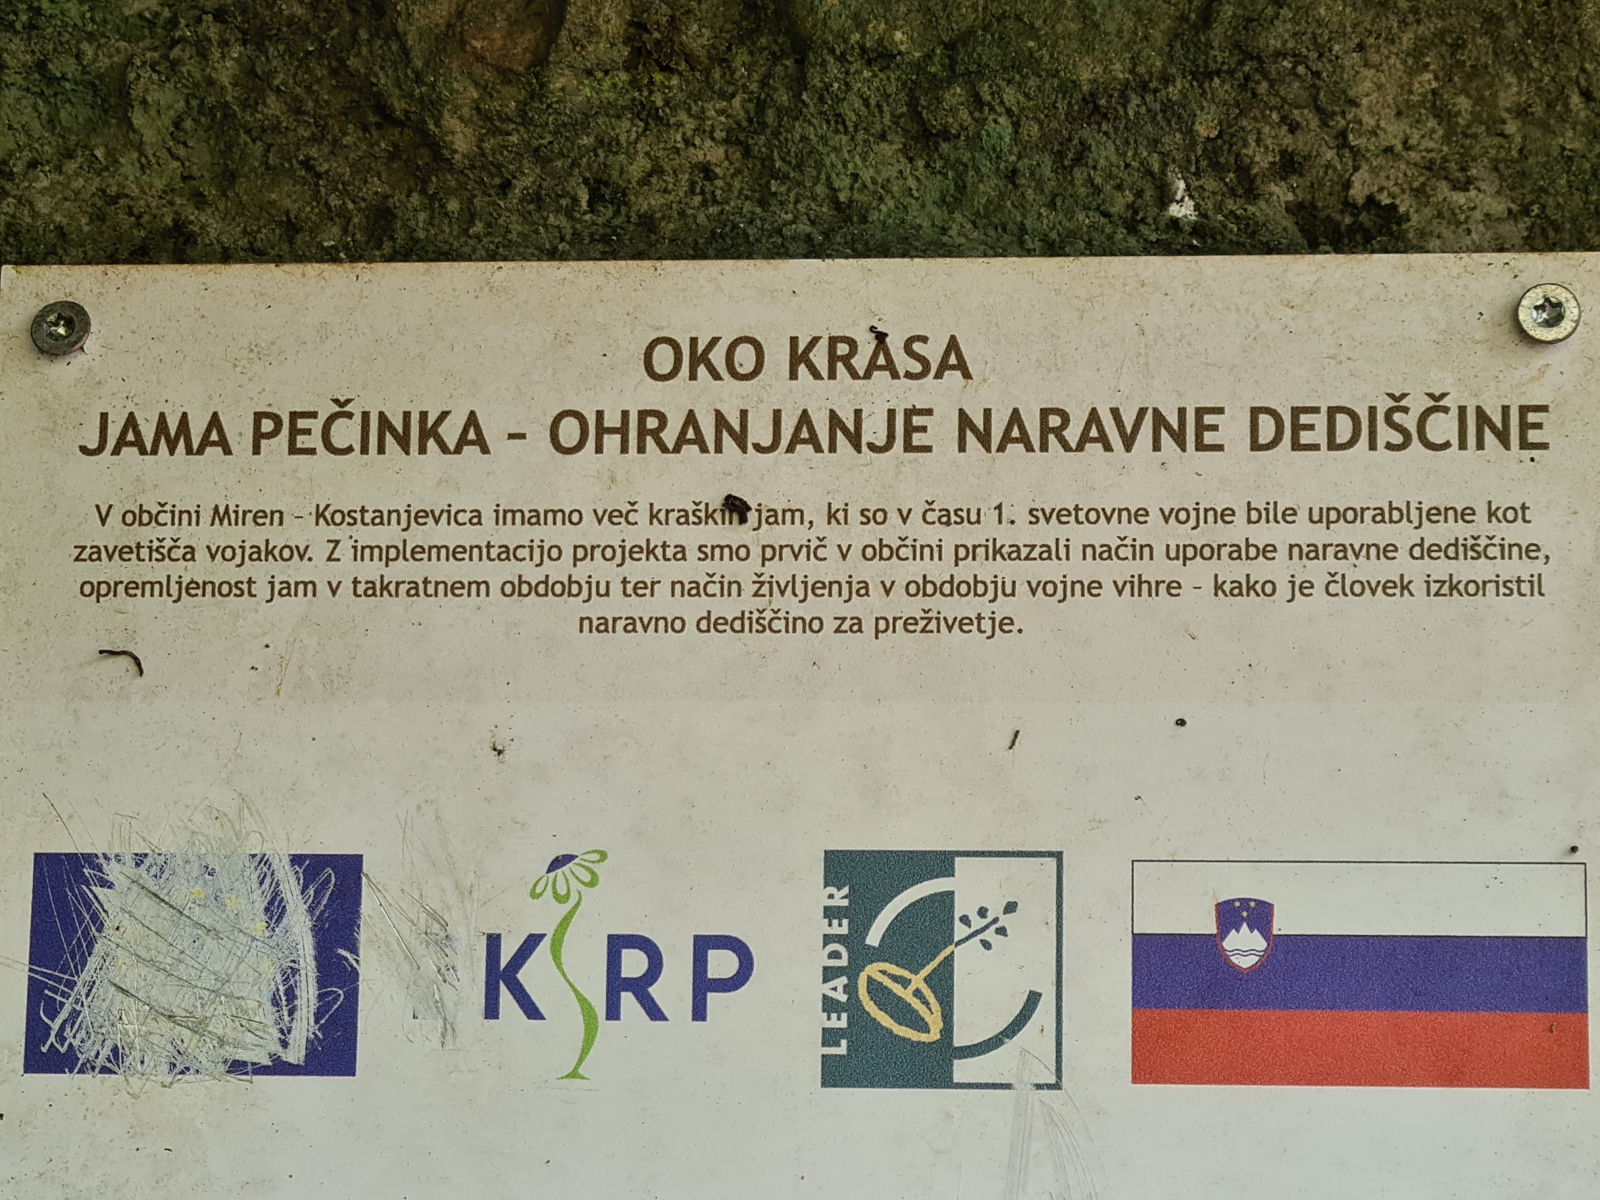 OKO KRASA
JAMA PEČINKA - OHRANJANJE NARAVNE DEDIŠČINE
V občini Miren - Kostanjevica imamo več kraških jam, ki so v času 1. svetovne vojne bile uporabljene kot
zavetišča vojakov. Z implementacijo projekta smo prvič v občini prikazali način uporabe naravne dediščine,
opremljenost jam v takratnem obdobju ter način življenja v obdobju vojne vihre - kako je človek izkoristil
naravno dediščino za preživetje.
KRP
LEADER